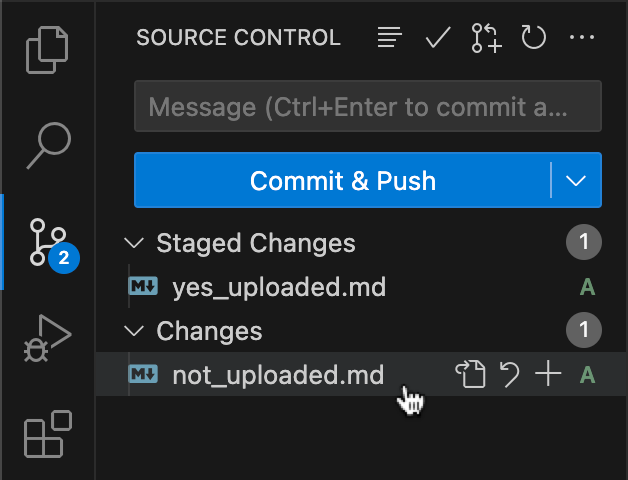 SOURCE CONTROL
Message (Ctrl+Enter to commit a...
Commit & Push
Staged Changes 1
M↓ yes_uploaded.md A
2
Changes 1
M↓ not_uploaded.md A